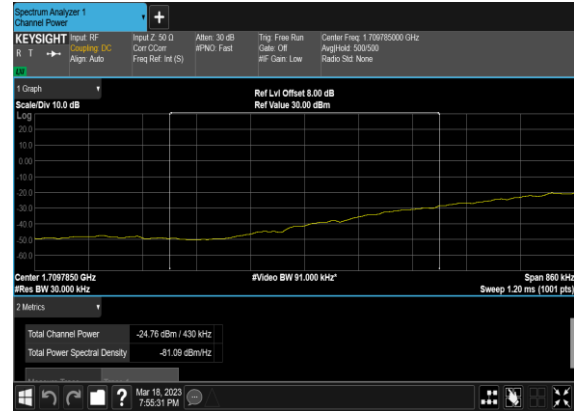 Spectrum Analyzer 1
Channel Power
+
KEYSIGHT Input: RF Input Z: 50 Ω Atten: 30 dB Trig: Free Run Center Freq: 1.709785000 GHz
R T Coupling: DC Corr CCorr #PNO: Fast Gate: Off Avg|Hold: 500/500
Align: Auto Freq Ref: Int (S) #IF Gain: Low Radio Std: None
1 Graph
Ref Lvl Offset 8.00 dB
Scale/Div 10.0 dB Ref Value 30.00 dBm
Log
20.0
10.0
0.00
-10.0
-20.0
-30.0
-40.0
-50.0
-60.0
Center 1.7097850 GHz #Video BW 91.000 kHz* Span 860 kHz
#Res BW 30.000 kHz Sweep 1.20 ms (1001 pts)
2 Metrics
Total Channel Power -24.76 dBm / 430 kHz
Total Power Spectral Density -81.09 dBm/Hz
?
Mar 18, 2023
7:55:31 PM